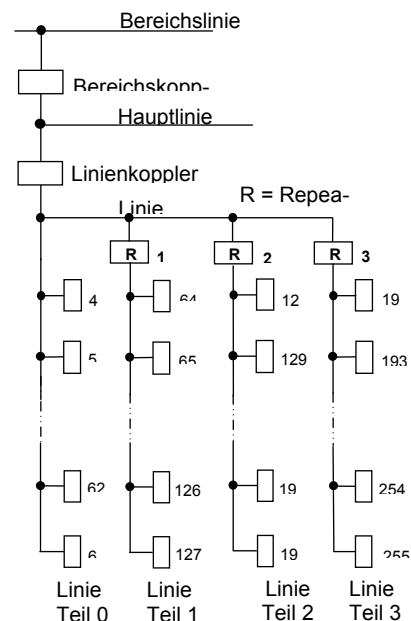 Bereichslinie
Bereichskopp-
Hauptlinie
Linienkoppler
R = Repea-
Linie
R 1 R 2 R 3
4 64 12 19
5 65 129 193
62 126 19 254
6 127 19 255
Linie Linie Linie Linie
Teil 0 Teil 1 Teil 2 Teil 3